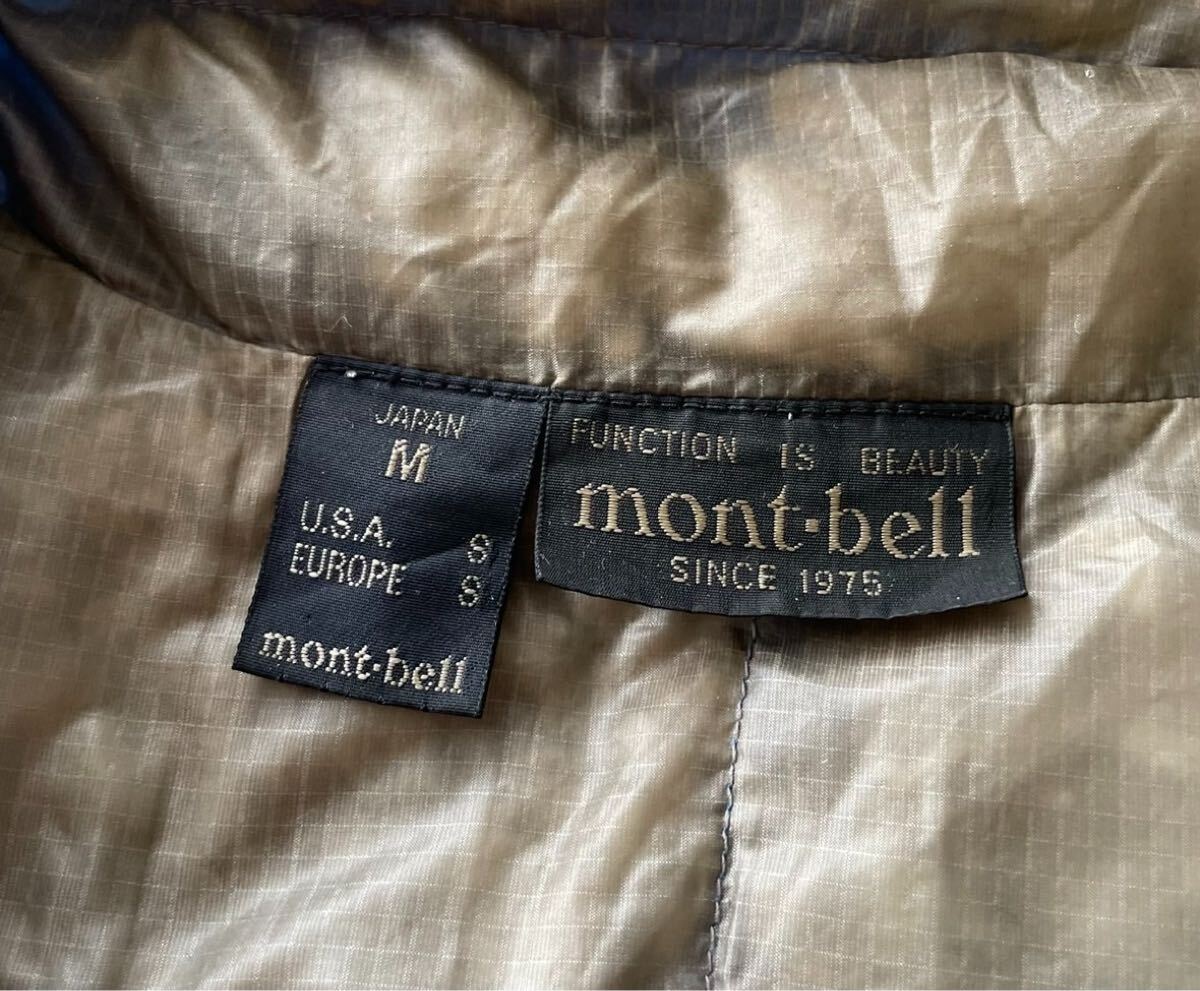 JAPAN
M
U.S.A. S
EUROPE S
mont-bell
FUNCTION IS BEAUTY
mont-bell
SINCE 1975